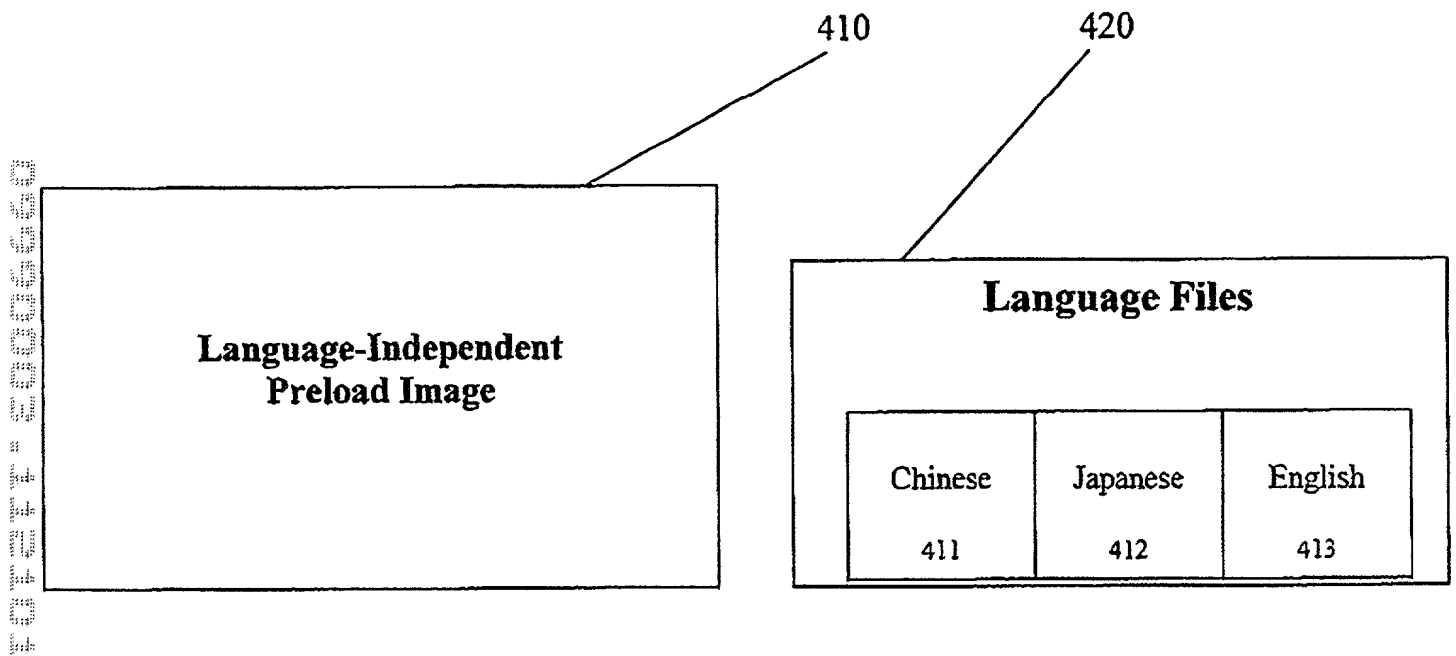 410
420
Language-Independent
Preload Image
Language Files
Chinese
Japanese
English
411
412
413